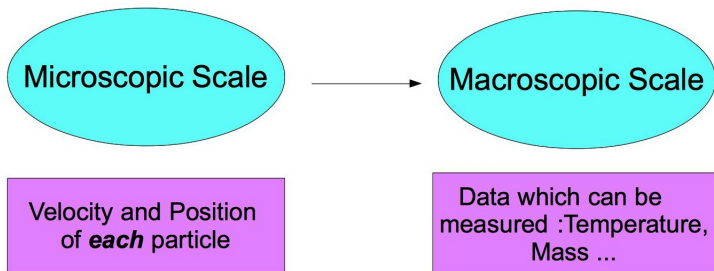 Microscopic Scale
Macroscopic Scale
Velocity and Position
of each particle
Data which can be
measured :Temperature,
Mass ...